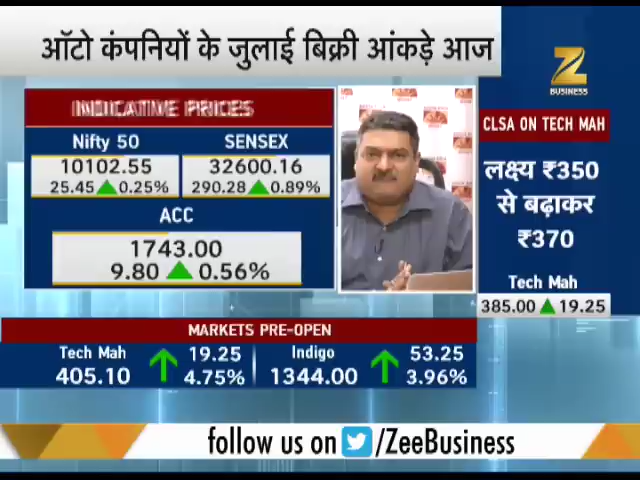 ऑटो कंपनियों के जुलाई बिक्री आंकड़े आज
Z
BUSINESS
INDICATIVE PRICES
Nifty 50
10102.55
25.45 ▲ 0.25%
SENSEX
32600.16
290.28 ▲ 0.89%
ACC
1743.00
9.80 ▲ 0.56%
CLSA ON TECH MAH
लक्ष्य ₹350
से बढ़ाकर
₹370
Tech Mah
385.00 ▲ 19.25
MARKETS PRE-OPEN
Tech Mah
405.10
19.25
4.75%
Indigo
1344.00
53.25
3.96%
follow us on /ZeeBusiness